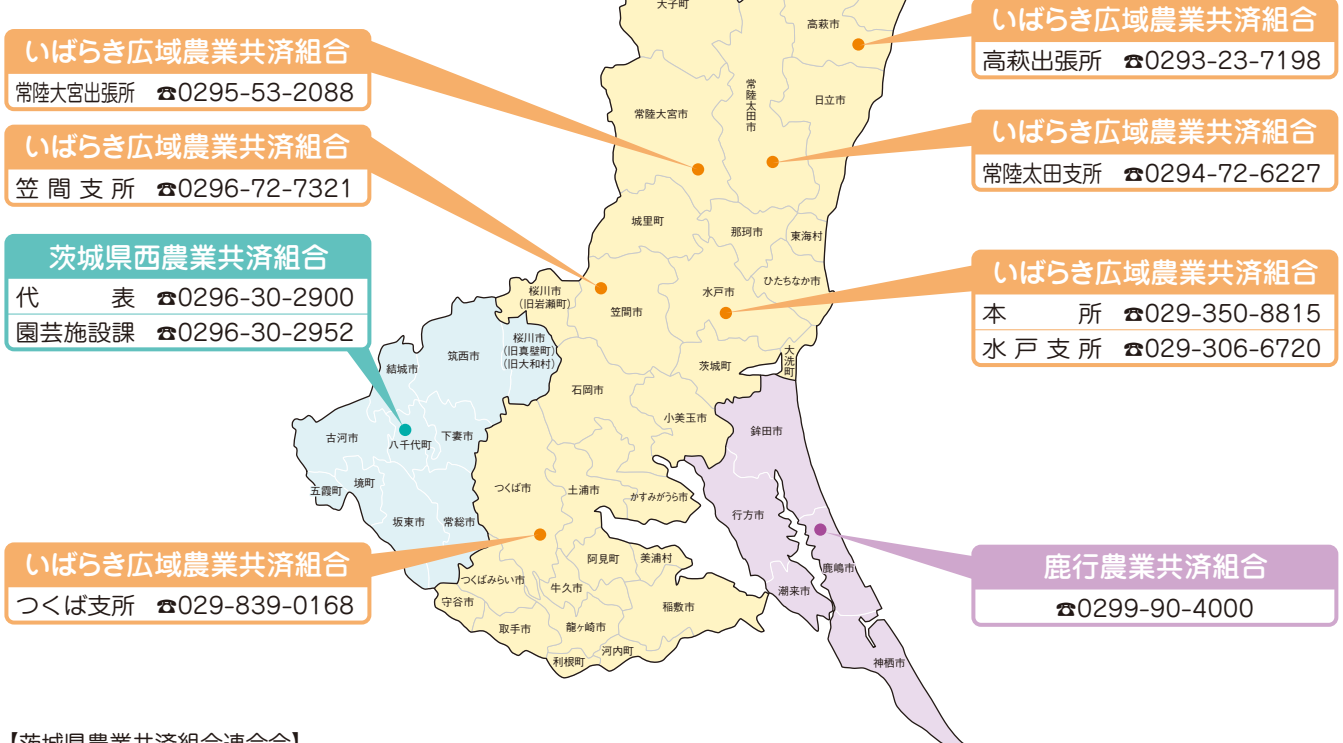 いばらき広域農業共済組合
常陸大宮出張所 ☎0295-53-2088
いばらき広域農業共済組合
笠間支所 ☎0296-72-7321
茨城県西農業共済組合
代表 ☎0296-30-2900
園芸施設課 ☎0296-30-2952
いばらき広域農業共済組合
つくば支所 ☎029-839-0168
いばらき広域農業共済組合
高萩出張所 ☎0293-23-7198
いばらき広域農業共済組合
常陸太田支所 ☎0294-72-6227
いばらき広域農業共済組合
本所 ☎029-350-8815
水戸支所 ☎029-306-6720
鹿行農業共済組合
☎0299-90-4000
大子町
高萩市
常陸太田市
日立市
常陸大宮市
城里町
那珂市
東海村
ひたちなか市
水戸市
笠間市
桜川市
(旧岩瀬町)
桜川市
(旧真壁町)
(旧大和村)
筑西市
結城市
茨城町
大洗町
石岡市
小美玉市
鉾田市
古河市
八千代町
下妻市
五霞町
境町
坂東市
常総市
つくば市
土浦市
かすみがうら市
行方市
阿見町
美浦村
鹿嶋市
潮来市
つくばみらい市
牛久市
守谷市
稲敷市
取手市
龍ヶ崎市
河内町
利根町
神栖市
【茨城県農業共済組合連合会】